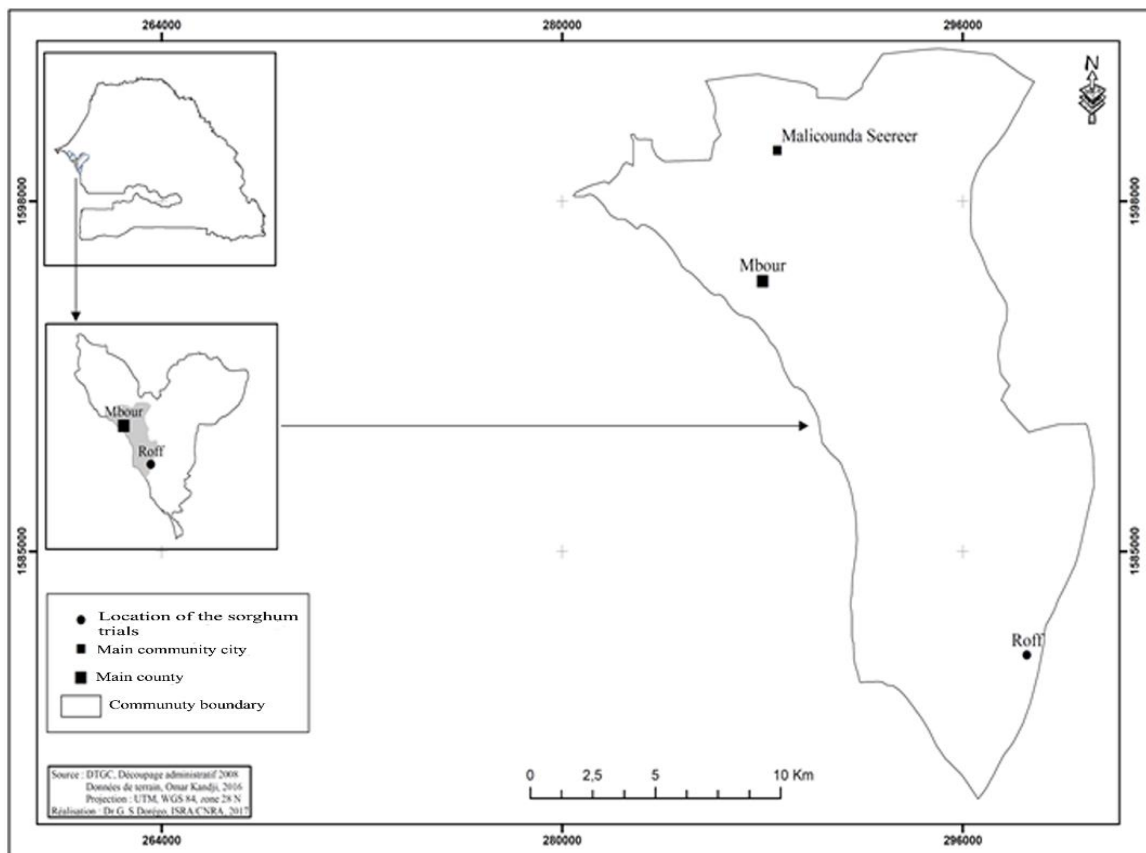 264000
280000
296000
N
Malicounda Seereer
1598000
1598000
Mbour
Mbour
Roff
1585000
1585000
Location of the sorghum
trials
Main community city
Main county
Communuty boundary
Roff
Source : DTGC, Découpage administratif 2008
Données de terrain, Omar Kandji, 2016
Projection : UTM, WGS 84, zone 28 N
Réalisation : Dr G. S Dorégo, ISRA/CNRA, 2017
0
2,5
5
10 Km
264000
280000
296000